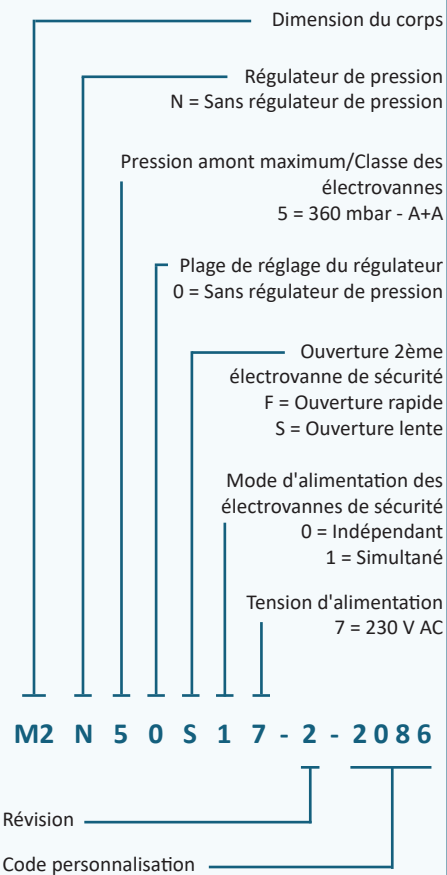 Dimension du corps
Régulateur de pression
N = Sans régulateur de pression
Pression amont maximum/Classe des
électrovannes
5 = 360 mbar - A+A
Plage de réglage du régulateur
0 = Sans régulateur de pression
Ouverture 2ème
électrovanne de sécurité
F = Ouverture rapide
S = Ouverture lente
Mode d'alimentation des
électrovannes de sécurité
0 = Indépendant
1 = Simultané
Tension d'alimentation
7 = 230 V AC
M2 N 5 0 S 1 7 - 2 - 2086
Révision
Code personnalisation